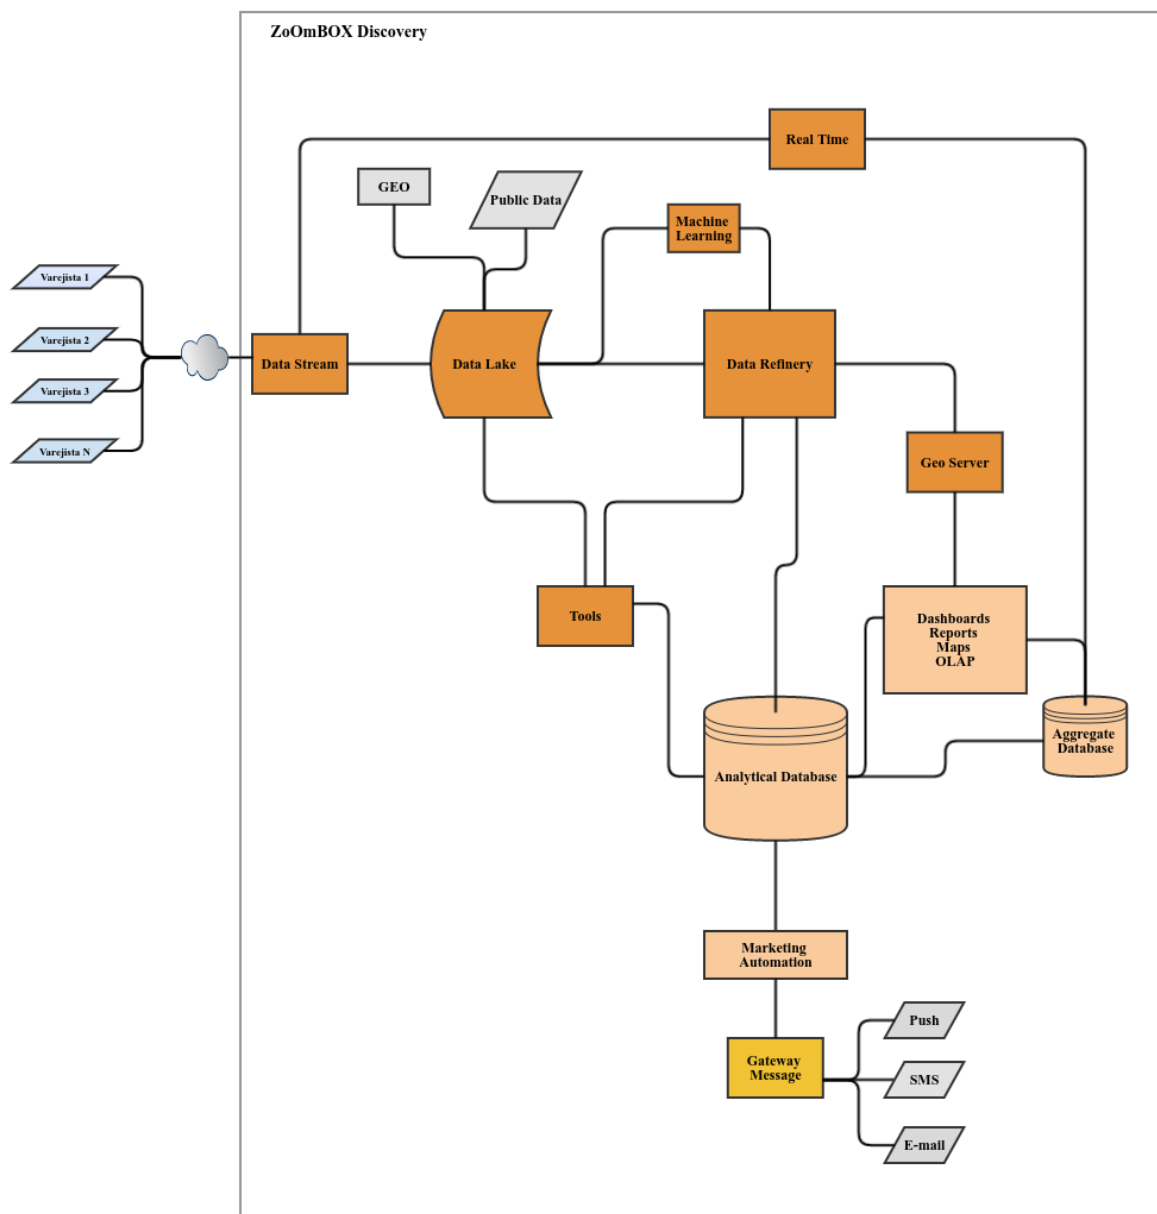 ZoOmBOX Discovery
Real Time
GEO
Public Data
Machine
Learning
Varejista 1
Varejista 2
Varejista 3
Varejista N
Data Stream
Data Lake
Data Refinery
Geo Server
Tools
Dashboards
Reports
Maps
OLAP
Aggregate
Database
Analytical Database
Marketing
Automation
Gateway
Message
Push
SMS
E-mail